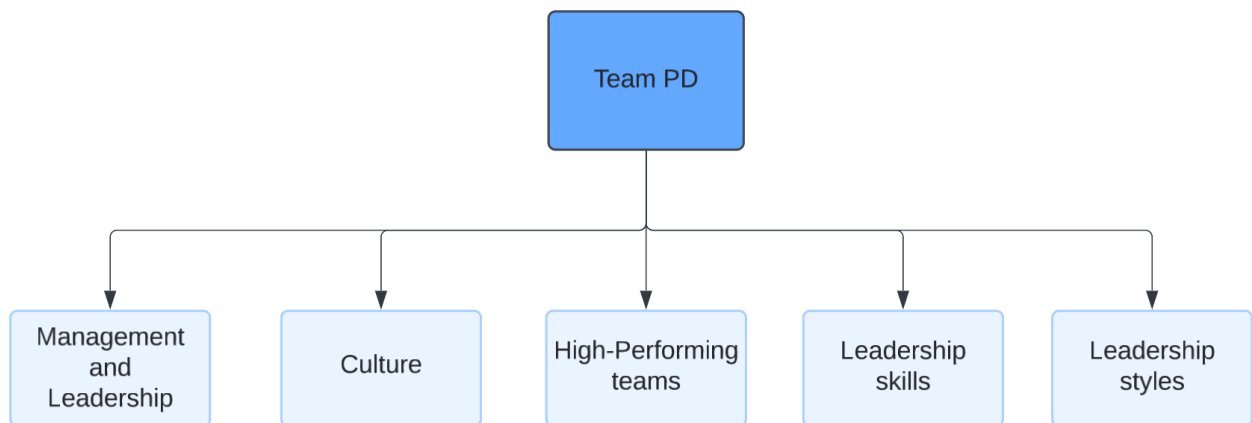 Team PD
Management
and
Leadership
Culture
High-Performing
teams
Leadership
skills
Leadership
styles